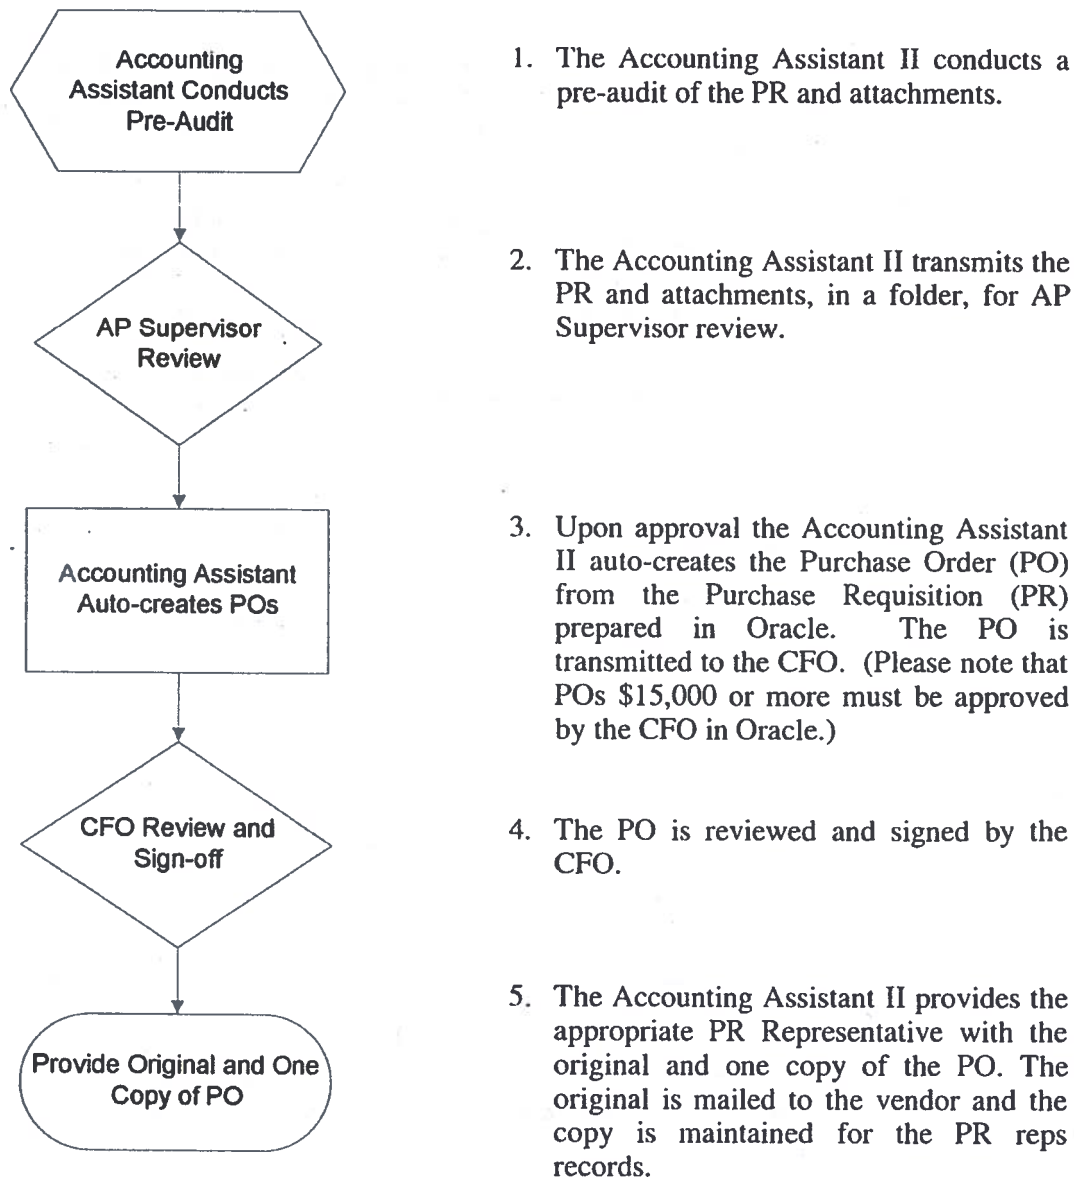 Accounting
Assistant Conducts
Pre-Audit
1. The Accounting Assistant II conducts a
pre-audit of the PR and attachments.
AP Supervisor
Review
2. The Accounting Assistant II transmits the
PR and attachments, in a folder, for AP
Supervisor review.
Accounting Assistant
Auto-creates POs
3. Upon approval the Accounting Assistant
II auto-creates the Purchase Order (PO)
from the Purchase Requisition (PR)
prepared in Oracle. The PO is
transmitted to the CFO. (Please note that
POs $15,000 or more must be approved
by the CFO in Oracle.)
CFO Review and
Sign-off
4. The PO is reviewed and signed by the
CFO.
Provide Original and One
Copy of PO
5. The Accounting Assistant II provides the
appropriate PR Representative with the
original and one copy of the PO. The
original is mailed to the vendor and the
copy is maintained for the PR reps
records.